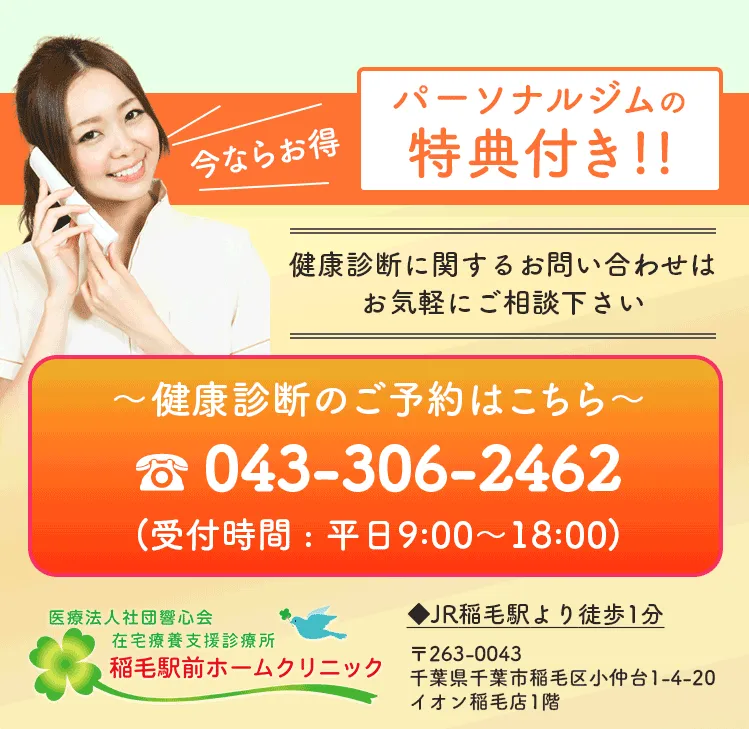 今ならお得
パーソナルジムの
特典付き!!
健康診断に関するお問い合わせは
お気軽にご相談下さい
～健康診断のご予約はこちら～
☎ 043-306-2462
(受付時間:平日9:00～18:00)
医療法人社団響心会
在宅療養支援診療所
稲毛駅前ホームクリニック
◆JR稲毛駅より徒歩1分
〒263-0043
千葉県千葉市稲毛区小仲台1-4-20
イオン稲毛店1階